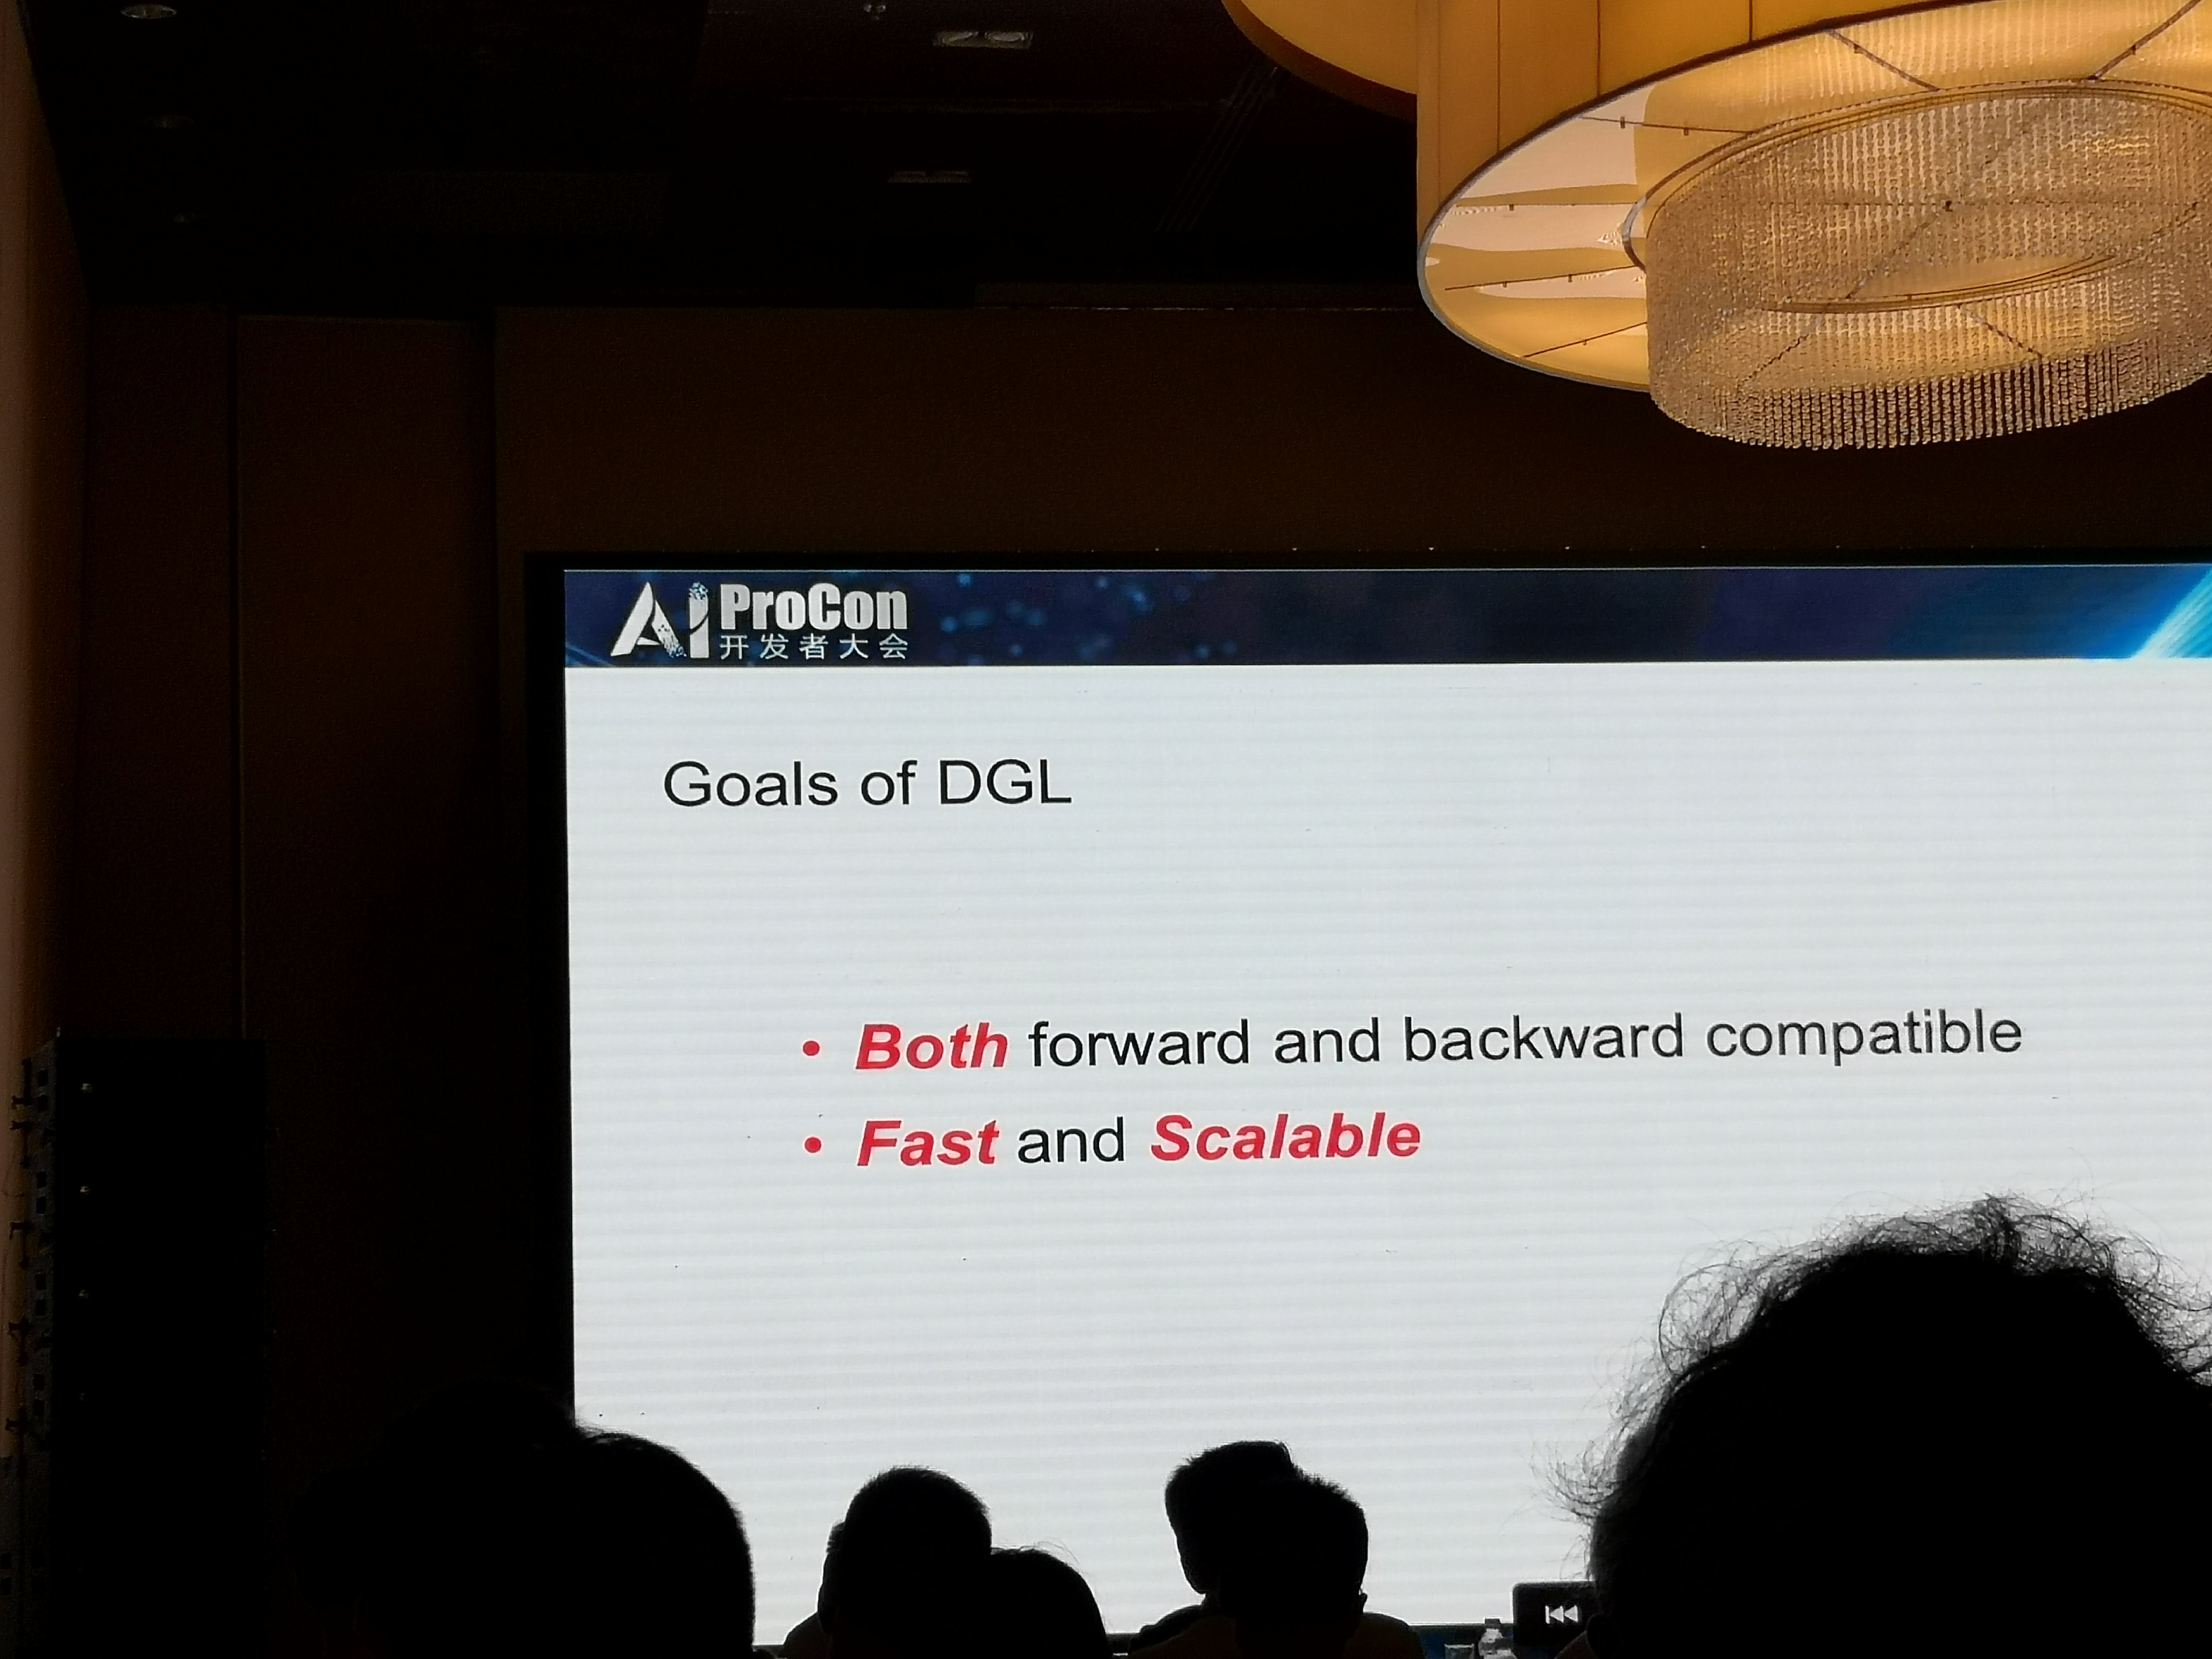 Ai ProCon
开发者大会
Goals of DGL
• Both forward and backward compatible
• Fast and Scalable